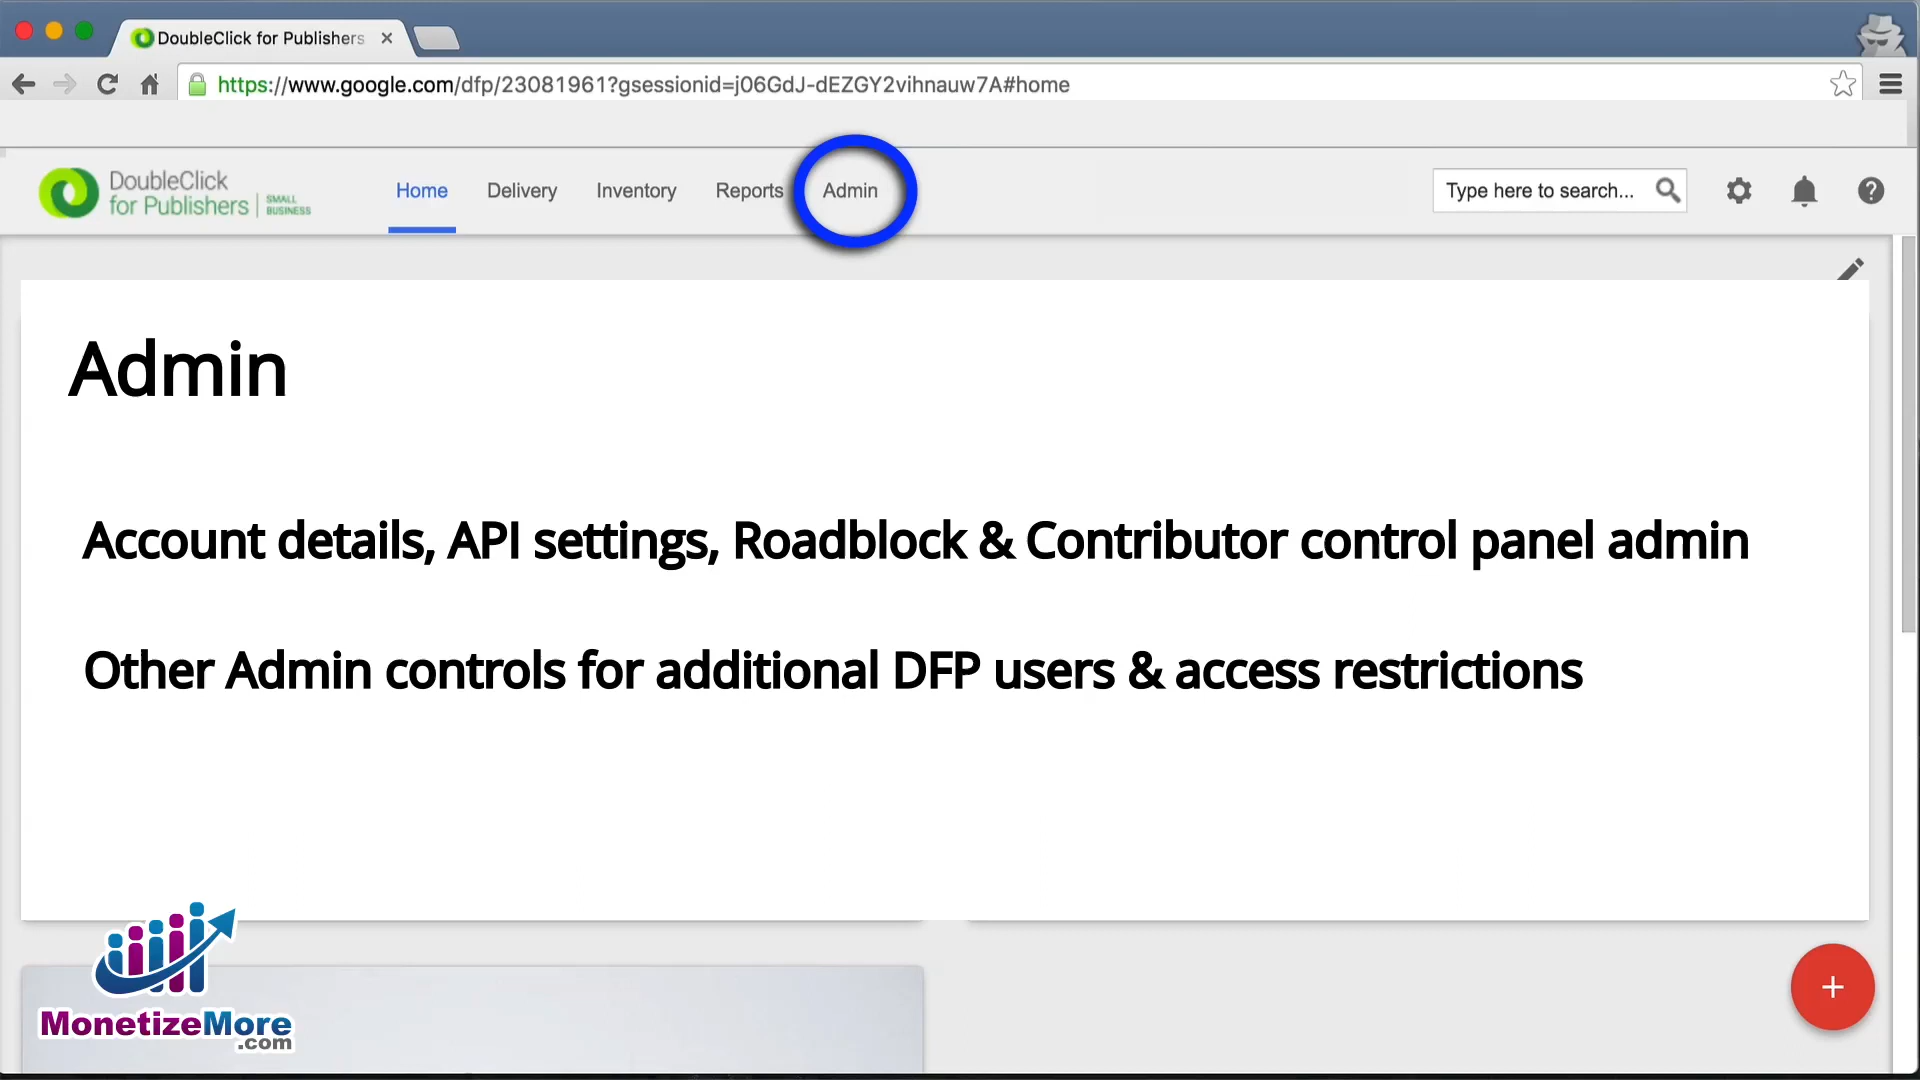 DoubleClick for Publishers
https://www.google.com/dfp/23081961?gsessionid=j06GdJ-dEZGY2vihnauw7A#home
DoubleClick
for Publishers
SMALL
BUSINESS
Home
Delivery
Inventory
Reports
Admin
Type here to search...
Admin
Account details, API settings, Roadblock & Contributor control panel admin
Other Admin controls for additional DFP users & access restrictions
MonetizeMore
.com